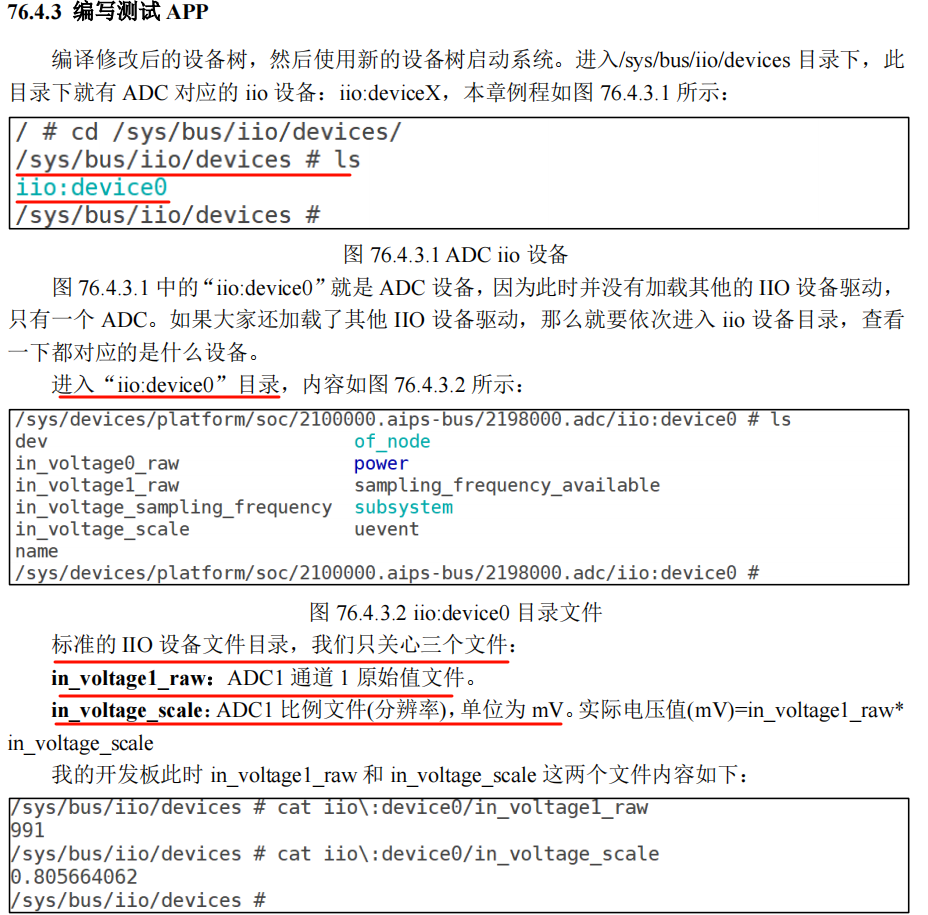 76.4.3 编写测试 APP
编译修改后的设备树，然后使用新的设备树启动系统。进入/sys/bus/iio/devices 目录下，此
目录下就有 ADC 对应的 iio 设备：iio:deviceX，本章例程如图 76.4.3.1 所示：
/ # cd /sys/bus/iio/devices/
/sys/bus/iio/devices # ls
iio:device0
/sys/bus/iio/devices #
图 76.4.3.1 ADC iio 设备
图 76.4.3.1 中的“iio:device0”就是 ADC 设备，因为此时并没有加载其他的 IIO 设备驱动，
只有一个 ADC。如果大家还加载了其他 IIO 设备驱动，那么就要依次进入 iio 设备目录，查看
一下都对应的是什么设备。
进入“iio:device0”目录，内容如图 76.4.3.2 所示：
/sys/devices/platform/soc/2100000.aips-bus/2198000.adc/iio:device0 # ls
dev of_node
in_voltage0_raw power
in_voltage1_raw sampling_frequency_available
in_voltage_sampling_frequency subsystem
in_voltage_scale uevent
name
/sys/devices/platform/soc/2100000.aips-bus/2198000.adc/iio:device0 #
图 76.4.3.2 iio:device0 目录文件
标准的 IIO 设备文件目录，我们只关心三个文件：
in_voltage1_raw：ADC1 通道 1 原始值文件。
in_voltage_scale：ADC1 比例文件(分辨率)，单位为 mV。实际电压值(mV)=in_voltage1_raw*
in_voltage_scale
我的开发板此时 in_voltage1_raw 和 in_voltage_scale 这两个文件内容如下：
/sys/bus/iio/devices # cat iio\:device0/in_voltage1_raw
991
/sys/bus/iio/devices # cat iio\:device0/in_voltage_scale
0.805664062
/sys/bus/iio/devices #